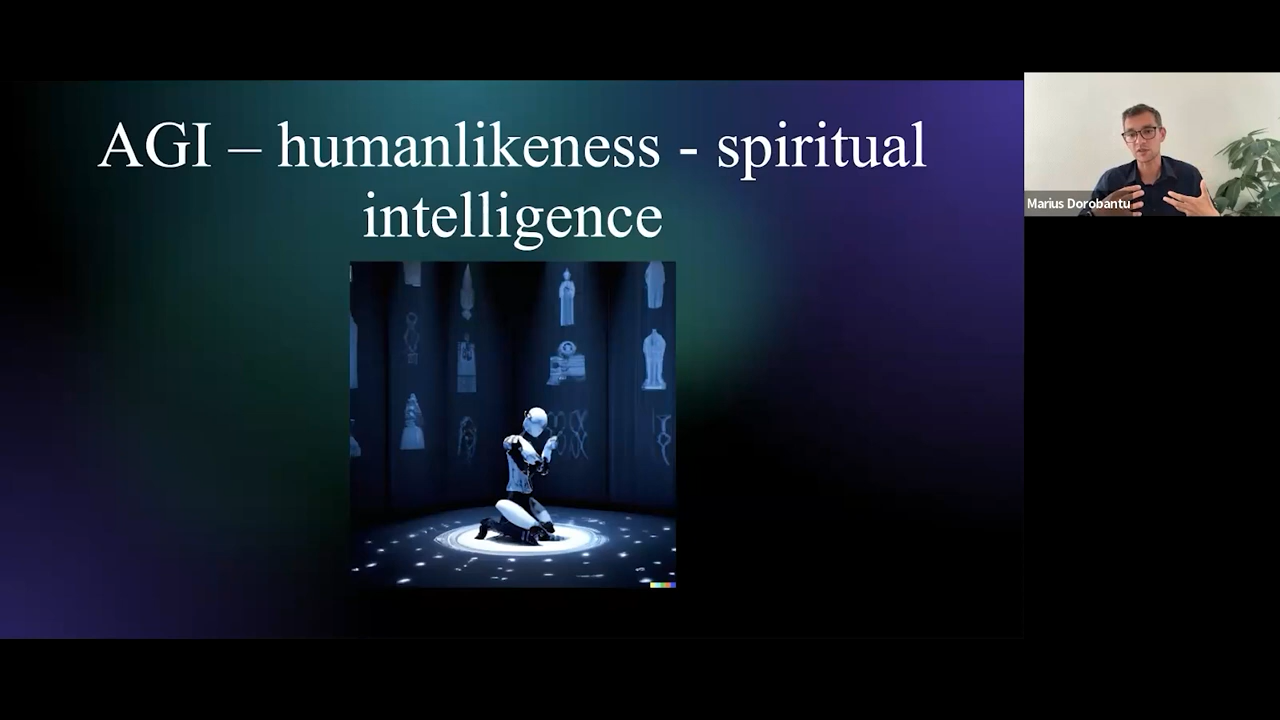 AGI – humanlikeness - spiritual
intelligence
Marius Dorobantu